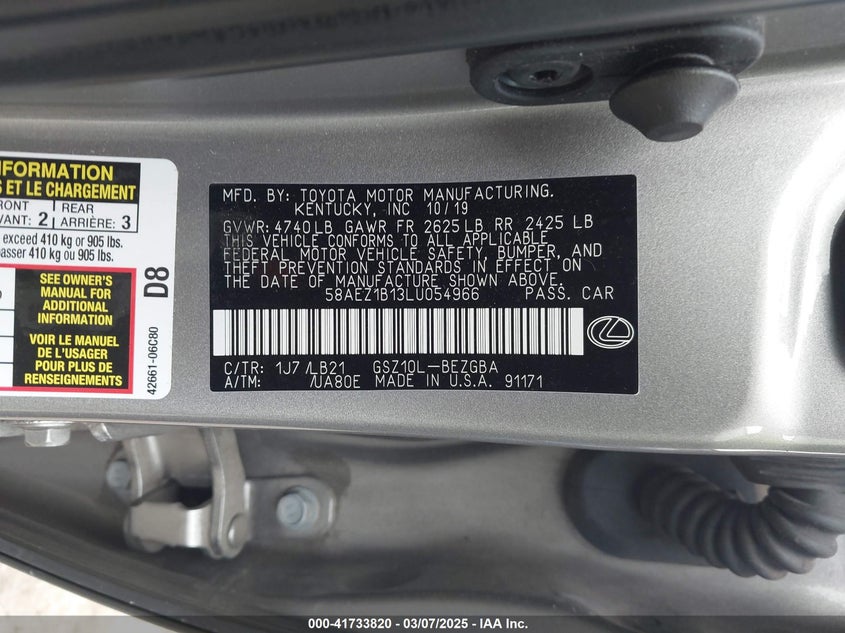 NFORMATION
S ET LE CHARGEMENT
REAR
VANT: 2 ARRIÈRE: 3
exceed 410 kg or 905 lbs.
passer 410 kg ou 905 lbs.
SEE OWNER'S
MANUAL FOR
ADDITIONAL
INFORMATION
VOIR LE MANUEL
DE L'USAGER
POUR PLUS DE
RENSEIGNEMENTS
D8
42661-06C80
MFD. BY: TOYOTA MOTOR MANUFACTURING.
KENTUCKY, INC 10/19
GVWR: 4740LB GAWR FR 2625LB RR 2425 LB
THIS VEHICLE CONFORMS TO ALL APPLICABLE
FEDERAL MOTOR VEHICLE SAFETY, BUMPER, AND
THEFT PREVENTION STANDARDS IN EFFECT ON
THE DATE OF MANUFACTURE SHOWN ABOVE.
58AEZ1B13LU054966 PASS. CAR
C/TR: 1J7 /LB21 GSZ10L-BEZGBA
A/TM: /UA80E MADE IN U.S.A. 91171
000-41733820 — 03/07/2025 — IAA Inc.